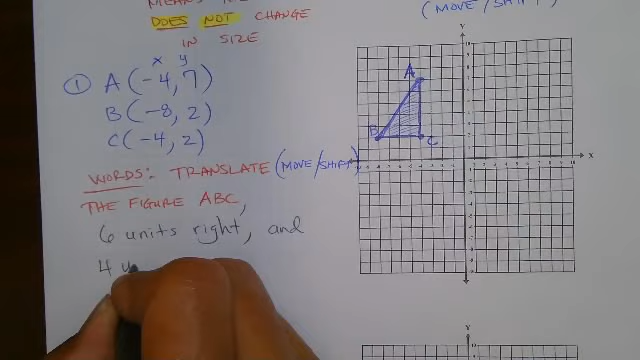 DOES NOT CHANGE
IN SIZE
(MOVE/SHIFT)
x y
① A(-4,7)
B(-8,2)
C(-4,2)
WORDS: TRANSLATE (MOVE/SHIFT)
THE FIGURE ABC,
6 units right, and
4 u
Y
A
B
C
X
Y